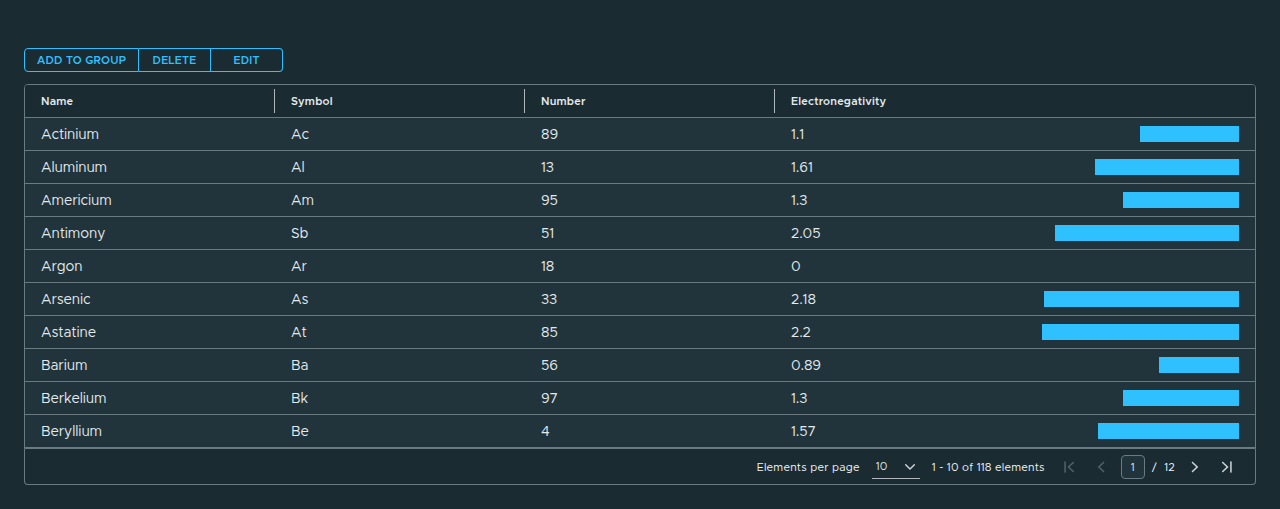 ADD TO GROUP DELETE EDIT
Name Symbol Number Electronegativity
Actinium Ac 89 1.1
Aluminum Al 13 1.61
Americium Am 95 1.3
Antimony Sb 51 2.05
Argon Ar 18 0
Arsenic As 33 2.18
Astatine At 85 2.2
Barium Ba 56 0.89
Berkelium Bk 97 1.3
Beryllium Be 4 1.57
Elements per page 10 1 - 10 of 118 elements 1 / 12